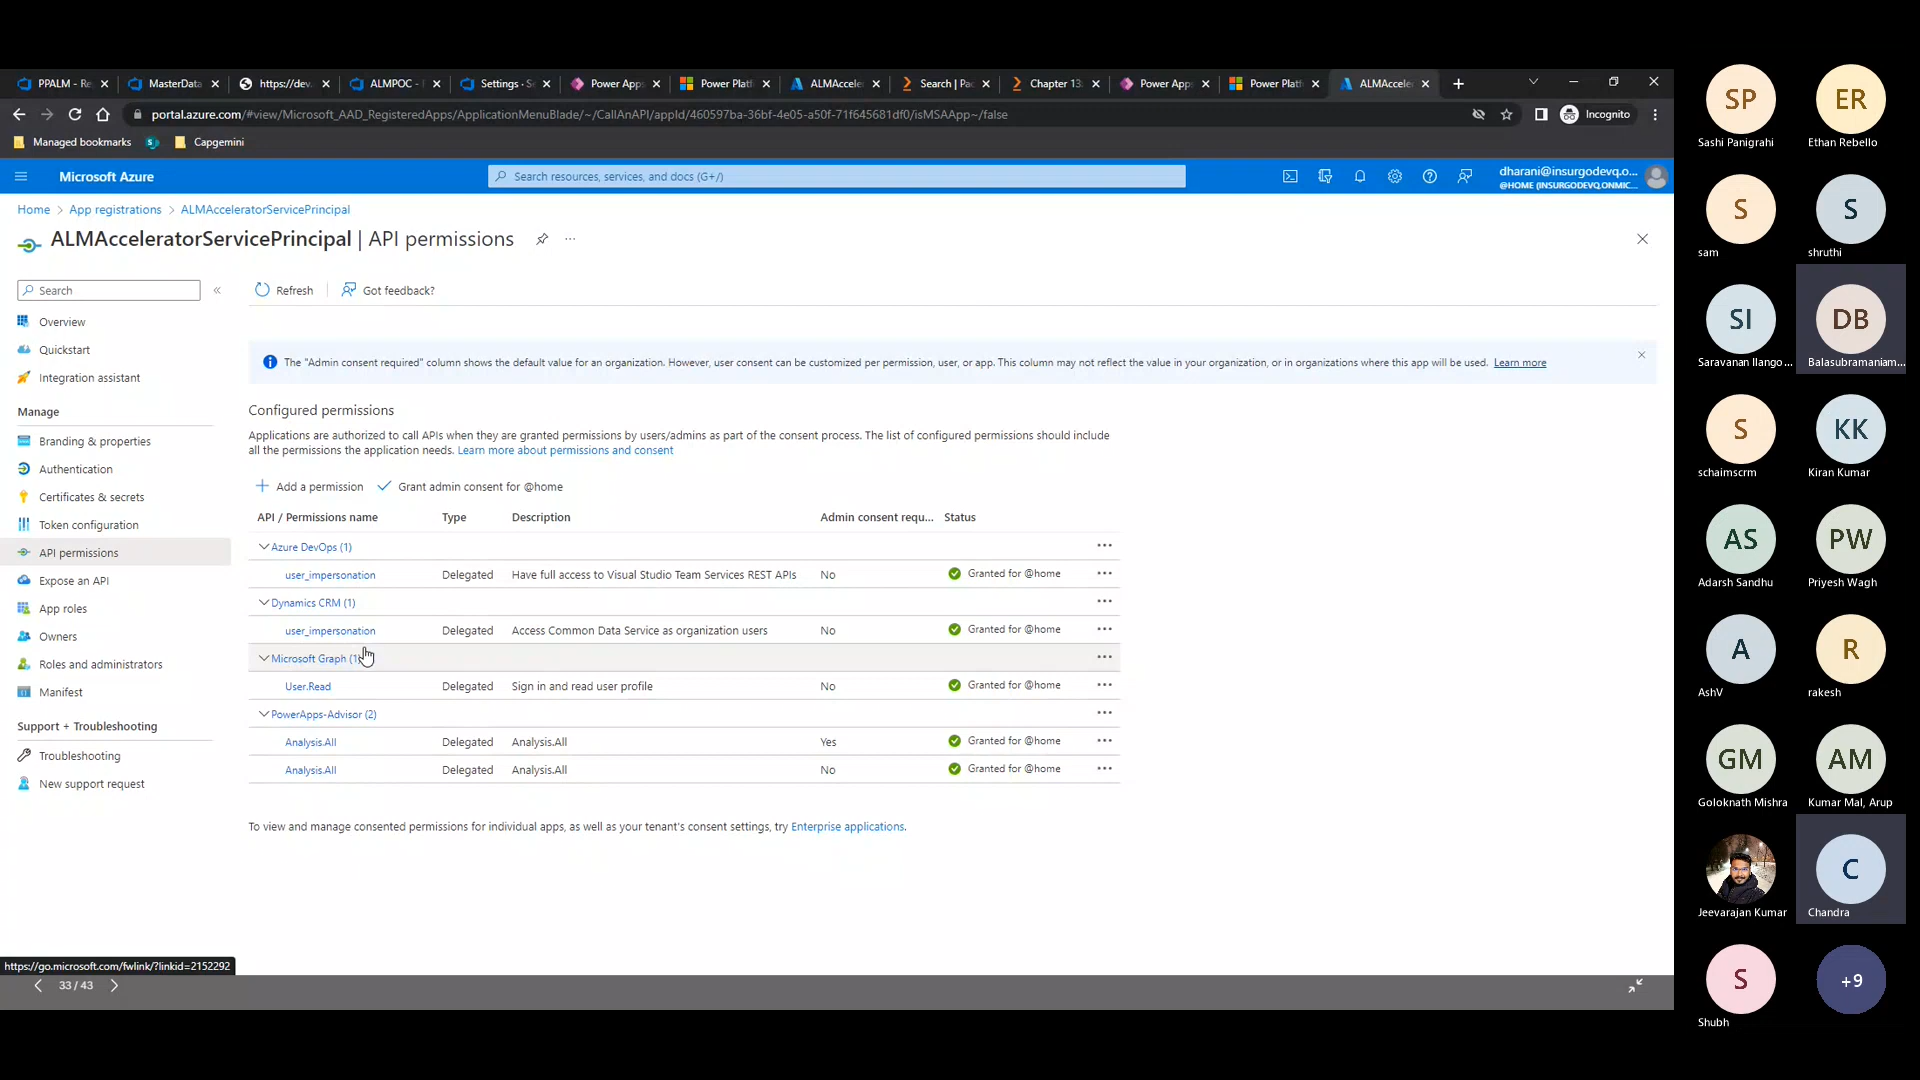 PPALM - Re
MasterData
https://dev.
ALMPOC -
Settings · S
Power Apps
Power Platf
ALMAccele
Search | Pac
Chapter 13:
Power Apps
Power Platf
ALMAccele
portal.azure.com/#view/Microsoft_AAD_RegisteredApps/ApplicationMenuBlade/~/CallAnAPI/appId/460597ba-36bf-4e05-a50f-71f645681df0/isMSAApp~/false
Incognito
Managed bookmarks
Capgemini
Microsoft Azure
Search resources, services, and docs (G+/)
dharani@insurgodevq.o...
@HOME (INSURGODEVQ.ONMIC...
Home > App registrations > ALMAcceleratorServicePrincipal
ALMAcceleratorServicePrincipal | API permissions
Search
Refresh
Got feedback?
Overview
Quickstart
Integration assistant
Manage
Branding & properties
Authentication
Certificates & secrets
Token configuration
API permissions
Expose an API
App roles
Owners
Roles and administrators
Manifest
Support + Troubleshooting
Troubleshooting
New support request
The "Admin consent required" column shows the default value for an organization. However, user consent can be customized per permission, user, or app. This column may not reflect the value in your organization, or in organizations where this app will be used. Learn more
Configured permissions
Applications are authorized to call APIs when they are granted permissions by users/admins as part of the consent process. The list of configured permissions should include
all the permissions the application needs. Learn more about permissions and consent
Add a permission
Grant admin consent for @home
API / Permissions name Type Description Admin consent requ... Status
Azure DevOps (1)
user_impersonation Delegated Have full access to Visual Studio Team Services REST APIs No Granted for @home
Dynamics CRM (1)
user_impersonation Delegated Access Common Data Service as organization users No Granted for @home
Microsoft Graph (1)
User.Read Delegated Sign in and read user profile No Granted for @home
PowerApps-Advisor (2)
Analysis.All Delegated Analysis.All Yes Granted for @home
Analysis.All Delegated Analysis.All No Granted for @home
To view and manage consented permissions for individual apps, as well as your tenant's consent settings, try Enterprise applications.
https://go.microsoft.com/fwlink/?linkid=2152292
33 / 43
SP
Sashi Panigrahi
ER
Ethan Rebello
S
sam
S
shruthi
SI
Saravanan Ilango...
DB
Balasubramaniam...
S
schaimscrm
KK
Kiran Kumar
AS
Adarsh Sandhu
PW
Priyesh Wagh
A
AshV
R
rakesh
GM
Goloknath Mishra
AM
Kumar Mal, Arup
Jeevarajan Kumar
C
Chandra
S
Shubh
+9